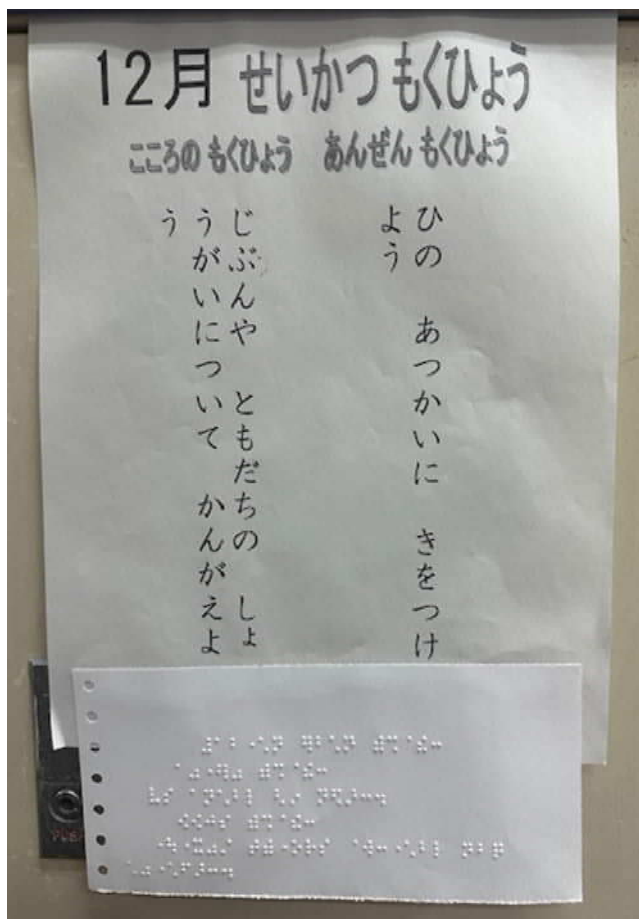 12月 せいかつ もくひょう
こころの もくひょう　あんぜん もくひょう
ひの　あつかいに　きをつけ
よう
じぶんや　ともだちの　しょ
うがいについて　かんがえよ
う